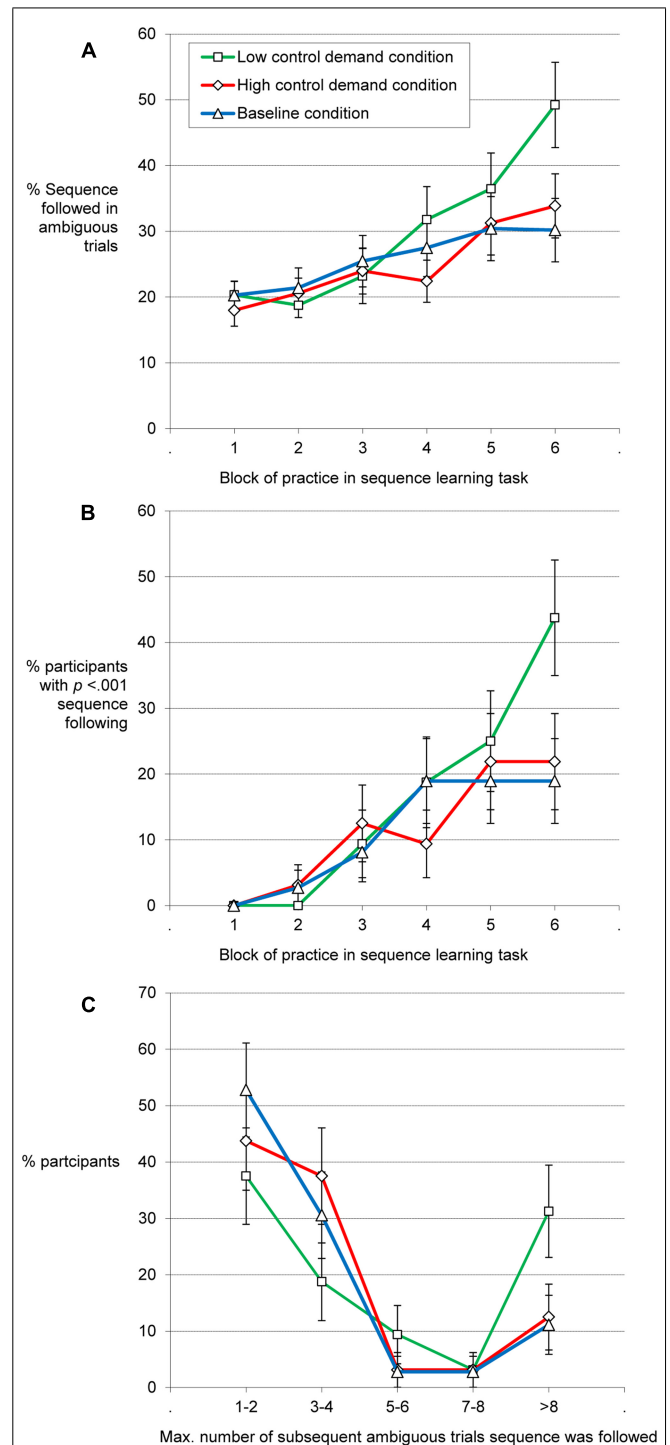 A
60
50
40
30
20
10
0
% Sequence
followed in
ambiguous
trials
Low control demand condition
High control demand condition
Baseline condition
. 1 2 3 4 5 6 .
Block of practice in sequence learning task
B
60
50
40
30
20
10
0
% participants
with p <.001
sequence
following
. 1 2 3 4 5 6 .
Block of practice in sequence learning task
C
70
60
50
40
30
20
10
0
% partcipants
. 1-2 3-4 5-6 7-8 >8 .
Max. number of subsequent ambiguous trials sequence was followed